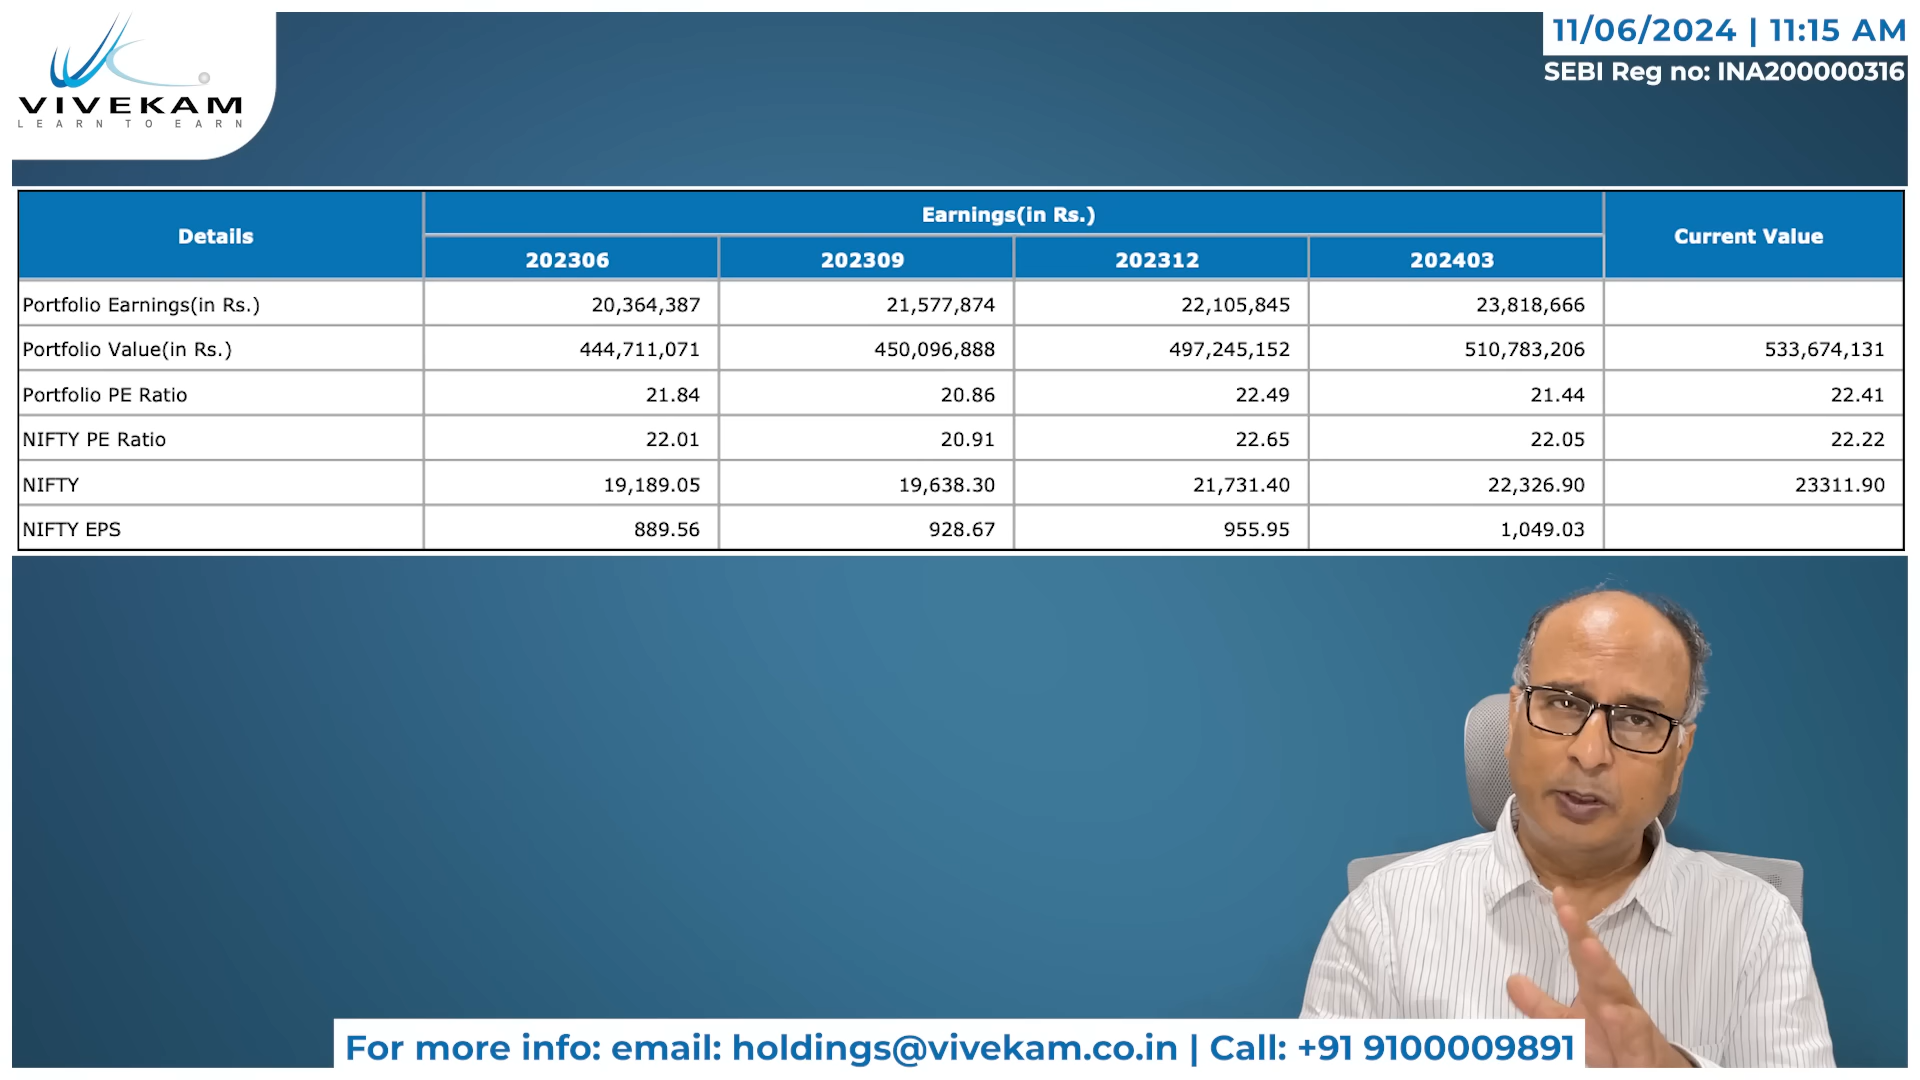 VIVEKAM
LEARN TO EARN
11/06/2024 | 11:15 AM
SEBI Reg no: INA200000316
Details Earnings(in Rs.) Current Value
202306 202309 202312 202403
Portfolio Earnings(in Rs.) 20,364,387 21,577,874 22,105,845 23,818,666
Portfolio Value(in Rs.) 444,711,071 450,096,888 497,245,152 510,783,206 533,674,131
Portfolio PE Ratio 21.84 20.86 22.49 21.44 22.41
NIFTY PE Ratio 22.01 20.91 22.65 22.05 22.22
NIFTY 19,189.05 19,638.30 21,731.40 22,326.90 23311.90
NIFTY EPS 889.56 928.67 955.95 1,049.03
For more info: email: holdings@vivekam.co.in | Call: +91 9100009891